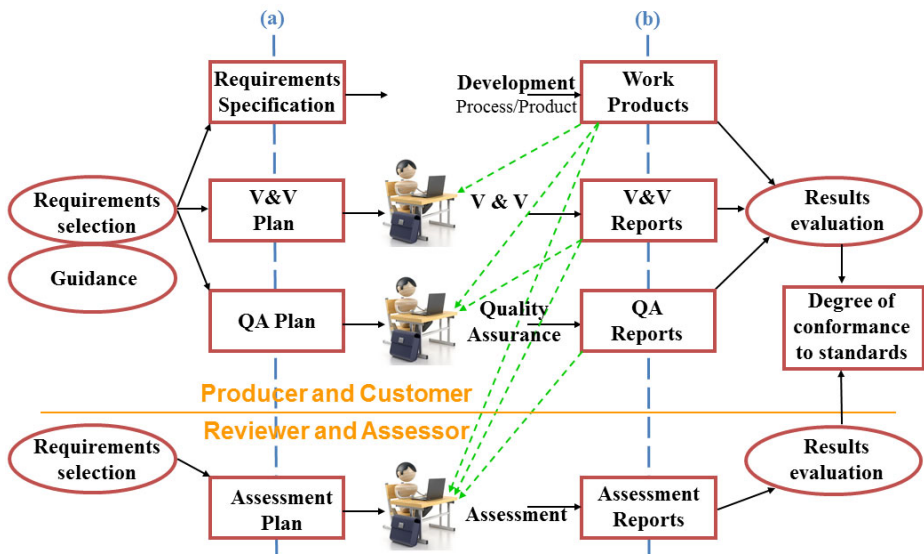 (a)
(b)
Requirements
Specification
Development
Process/Product
Work
Products
Requirements
selection
Guidance
V&V
Plan
V & V
V&V
Reports
Results
evaluation
QA Plan
Quality
Assurance
QA
Reports
Degree of
conformance
to standards
Producer and Customer
Reviewer and Assessor
Requirements
selection
Assessment
Plan
Assessment
Assessment
Reports
Results
evaluation